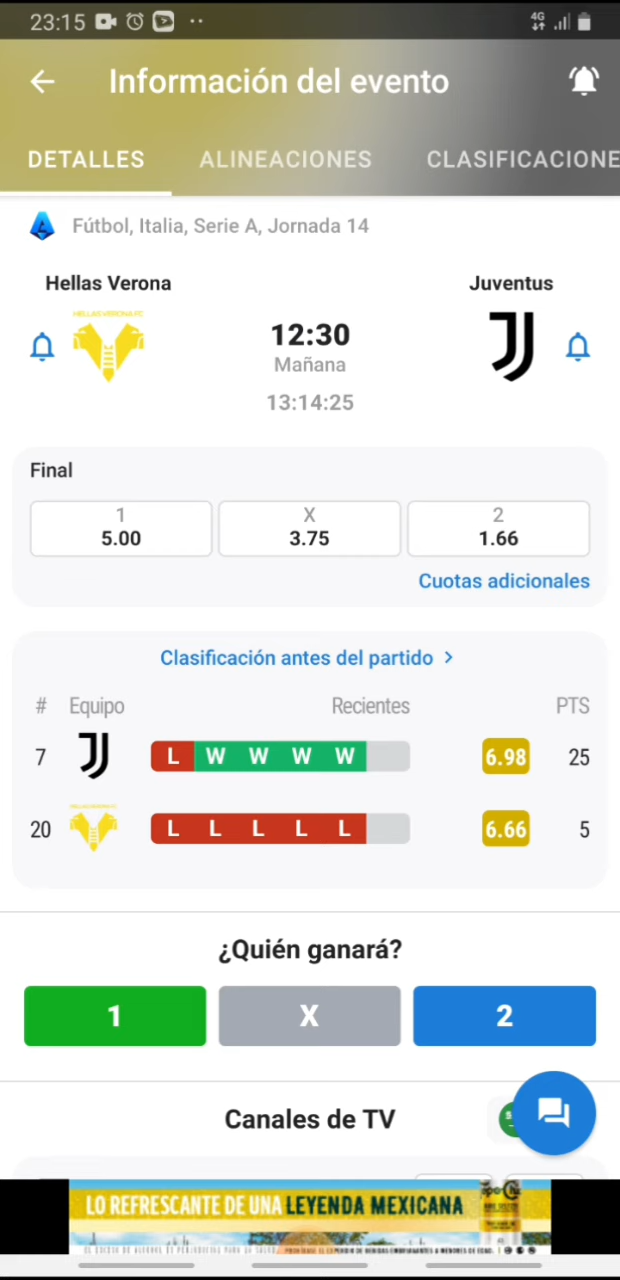 23:15
4G
Información del evento
DETALLES ALINEACIONES CLASIFICACIONE
Fútbol, Italia, Serie A, Jornada 14
Hellas Verona Juventus
HELLAS VERONA FC
12:30
Mañana
13:14:25
Final
1 X 2
5.00 3.75 1.66
Cuotas adicionales
Clasificación antes del partido
# Equipo Recientes PTS
7 L W W W W 6.98 25
20 L L L L L 6.66 5
¿Quién ganará?
1 X 2
Canales de TV
LO REFRESCANTE DE UNA LEYENDA MEXICANA